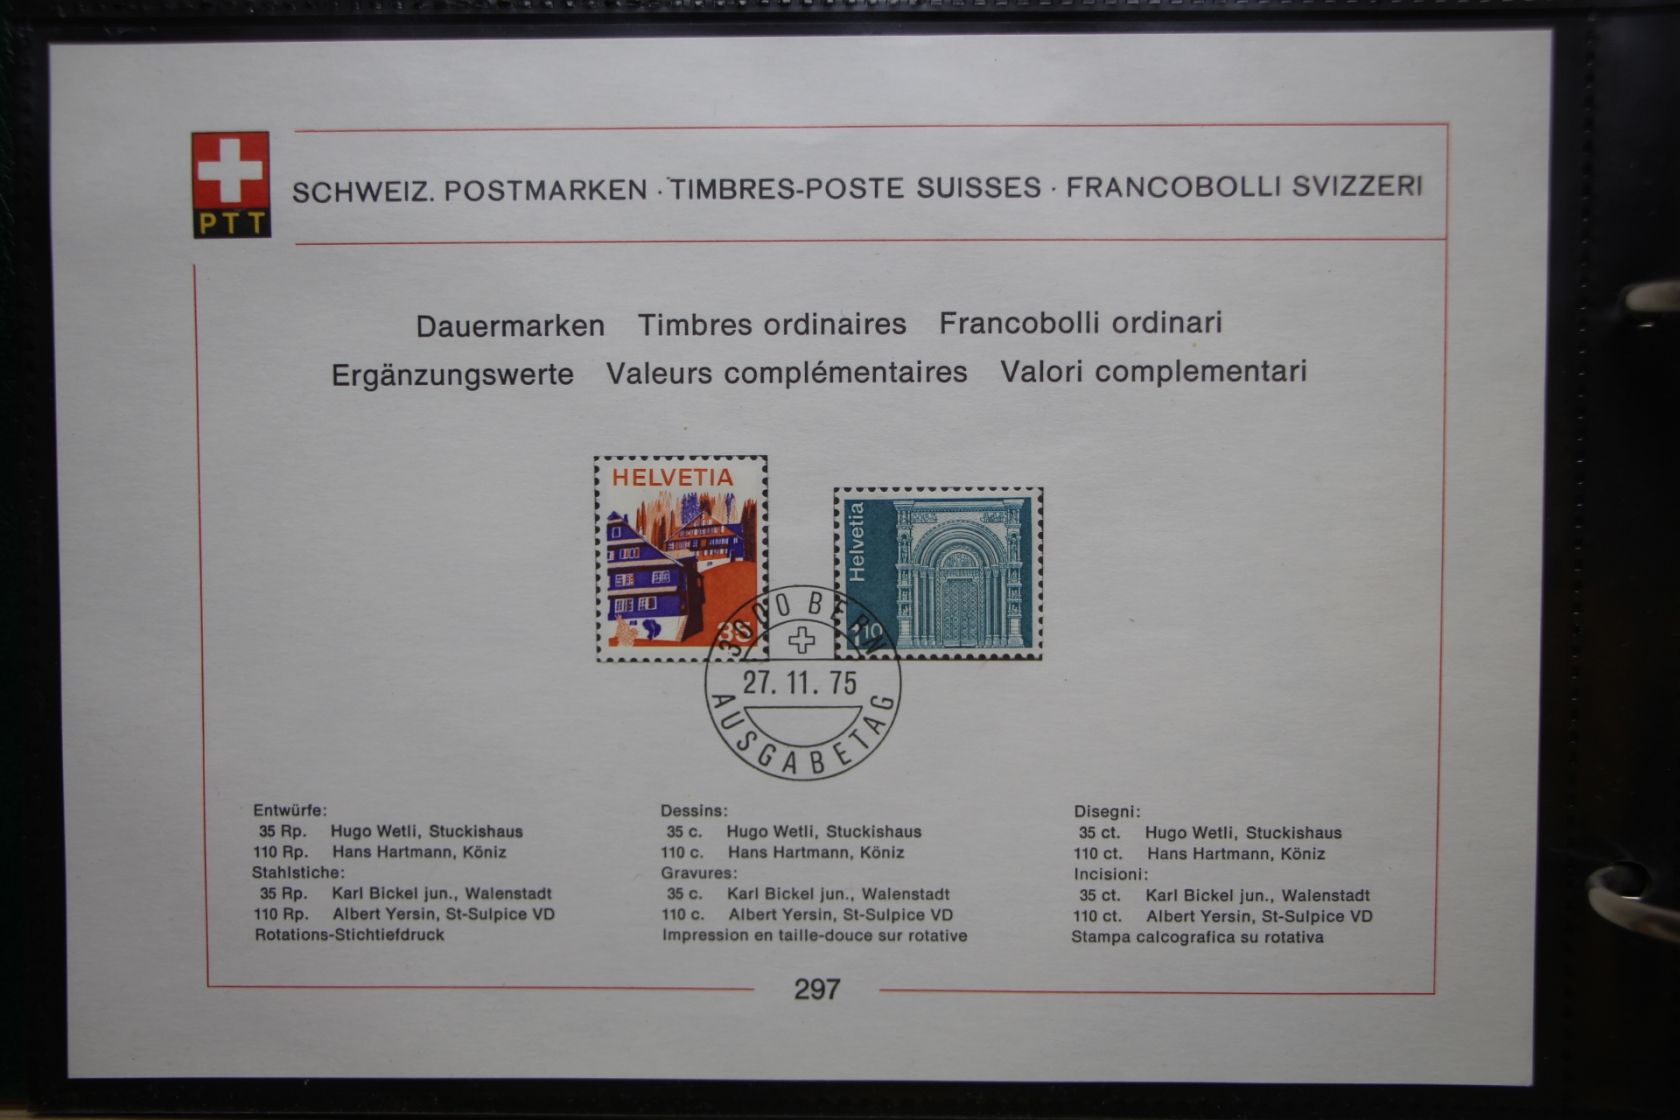 PTT
SCHWEIZ. POSTMARKEN · TIMBRES-POSTE SUISSES · FRANCOBOLLI SVIZZERI
Dauermarken Timbres ordinaires Francobolli ordinari
Ergänzungswerte Valeurs complémentaires Valori complementari
HELVETIA
35
Helvetia
110
3000 BERN
27. 11. 75
AUSGABETAG
Entwürfe:
35 Rp. Hugo Wetli, Stuckishaus
110 Rp. Hans Hartmann, Köniz
Stahlstiche:
35 Rp. Karl Bickel jun., Walenstadt
110 Rp. Albert Yersin, St-Sulpice VD
Rotations-Stichtiefdruck
Dessins:
35 c. Hugo Wetli, Stuckishaus
110 c. Hans Hartmann, Köniz
Gravures:
35 c. Karl Bickel jun., Walenstadt
110 c. Albert Yersin, St-Sulpice VD
Impression en taille-douce sur rotative
Disegni:
35 ct. Hugo Wetli, Stuckishaus
110 ct. Hans Hartmann, Köniz
Incisioni:
35 ct. Karl Bickel jun., Walenstadt
110 ct. Albert Yersin, St-Sulpice VD
Stampa calcografica su rotativa
297